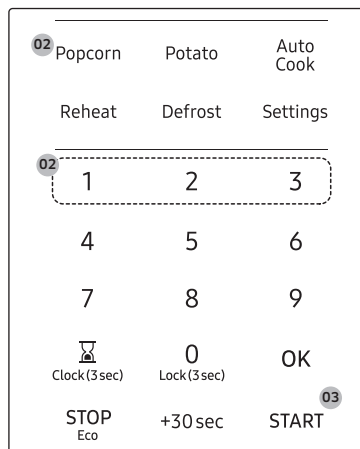 02 Popcorn Potato Auto Cook
Reheat Defrost Settings
02
1 2 3
4 5 6
7 8 9
0 OK
Clock(3 sec) Lock(3 sec)
03
STOP +30 sec START
Eco